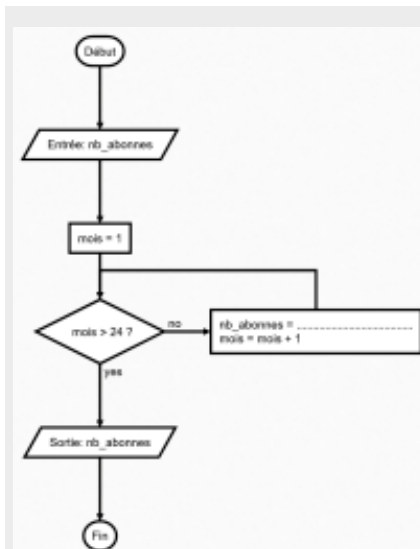 Début
Entrée: nb_abonnes
mois = 1
mois > 24 ?
no
nb_abonnes = ................................
mois = mois + 1
yes
Sortie: nb_abonnes
Fin